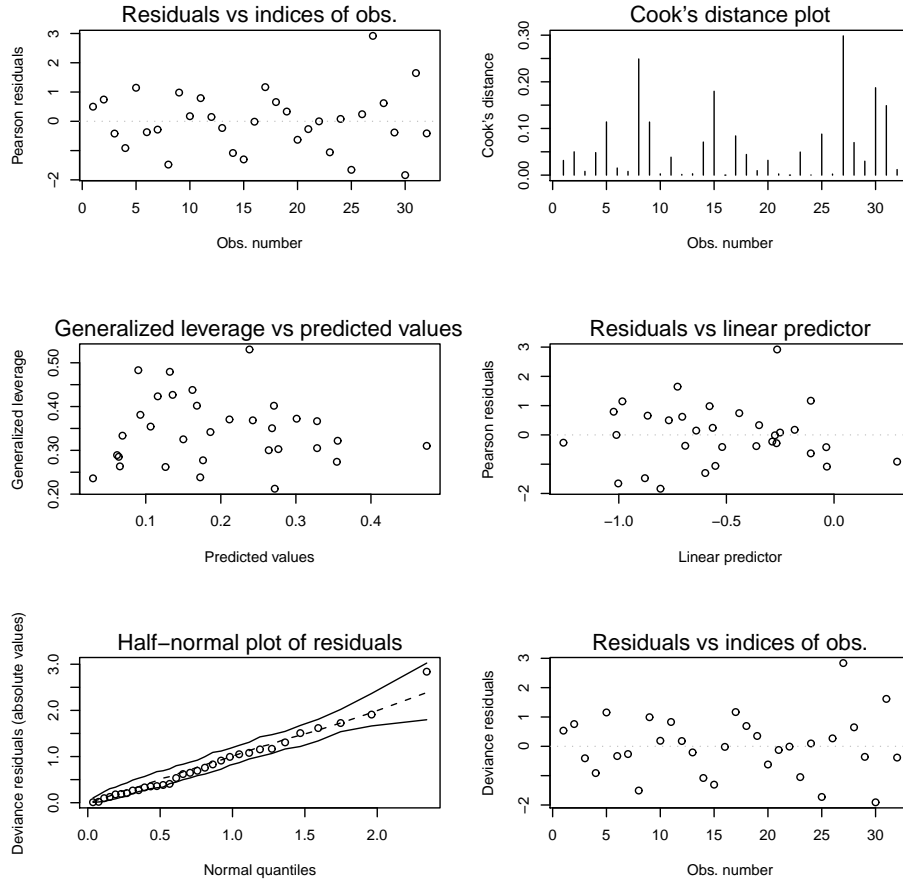 Residuals vs indices of obs.
Pearson residuals
−2 0 1 2 3
0 5 10 15 20 25 30
Obs. number
Cook's distance plot
Cook's distance
0.00 0.10 0.20 0.30
0 5 10 15 20 25 30
Obs. number
Generalized leverage vs predicted values
Generalized leverage
0.20 0.30 0.40 0.50
0.1 0.2 0.3 0.4
Predicted values
Residuals vs linear predictor
Pearson residuals
−2 0 1 2 3
−1.0 −0.5 0.0
Linear predictor
Half−normal plot of residuals
Deviance residuals (absolute values)
0.0 1.0 2.0 3.0
0.0 0.5 1.0 1.5 2.0
Normal quantiles
Residuals vs indices of obs.
Deviance residuals
−2 0 1 2 3
0 5 10 15 20 25 30
Obs. number